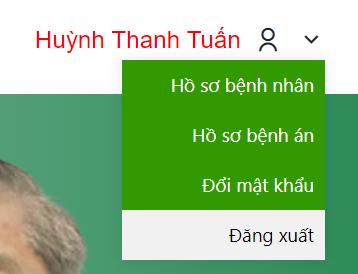 Huỳnh Thanh Tuấn
Hồ sơ bệnh nhân
Hồ sơ bệnh án
Đổi mật khẩu
Đăng xuất